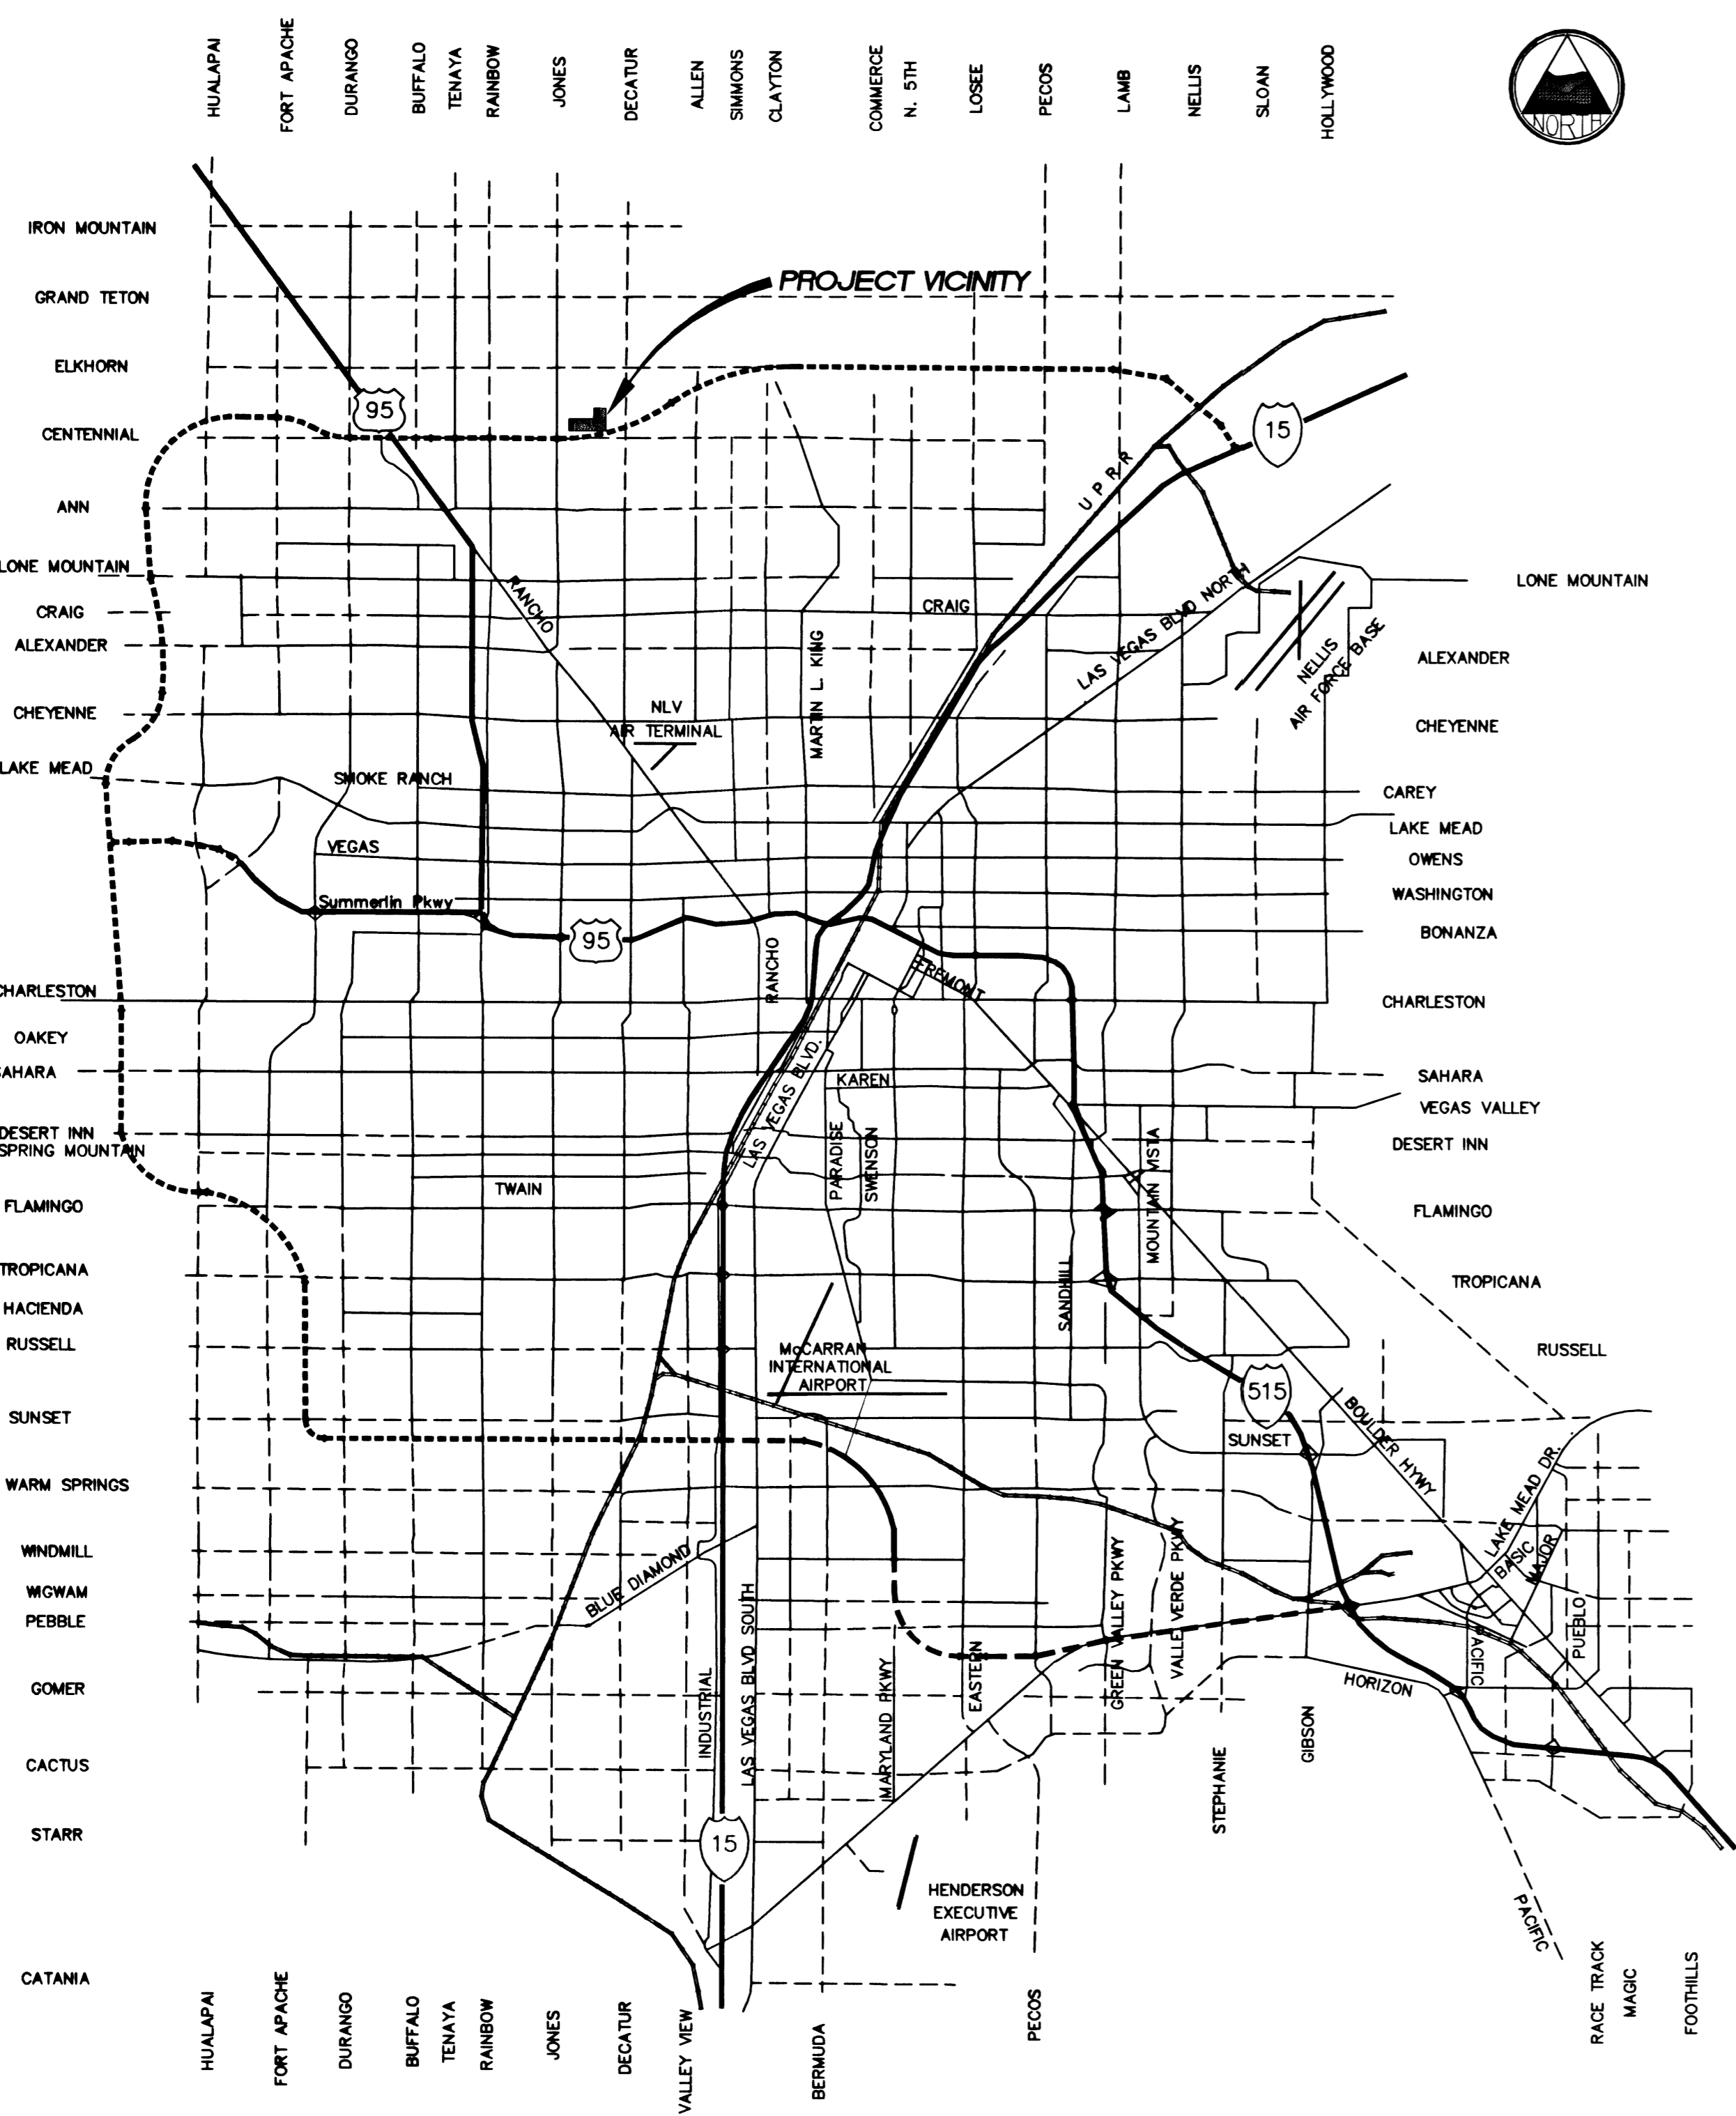 HUALAPAI
FORT APACHE
DURANGO
BUFFALO
TENAYA
RAINBOW
JONES
DECATUR
ALLEN
SIMMONS
CLAYTON
COMMERCE
N. 5TH
LOSEE
PECOS
LAMB
NELLIS
SLOAN
HOLLYWOOD
NORTH
IRON MOUNTAIN
GRAND TETON
PROJECT VICINITY
ELKHORN
95
CENTENNIAL
15
UPRR
ANN
LONE MOUNTAIN
LONE MOUNTAIN
RANCHO
CRAIG
CRAIG
LAS VEGAS BLVD NORTH
ALEXANDER
MARTIN L. KING
NELLIS
AIR FORCE BASE
ALEXANDER
CHEYENNE
NLV
AIR TERMINAL
CHEYENNE
LAKE MEAD
SMOKE RANCH
CAREY
LAKE MEAD
VEGAS
OWENS
Summerlin Pkwy
WASHINGTON
95
BONANZA
RANCHO
FREMONT
CHARLESTON
CHARLESTON
OAKEY
LAS VEGAS BLVD.
SAHARA
KAREN
SAHARA
VEGAS VALLEY
DESERT INN
SPRING MOUNTAIN
PARADISE
SWENSON
MOUNTAIN VISTA
DESERT INN
TWAIN
FLAMINGO
FLAMINGO
TROPICANA
SANDHILL
TROPICANA
HACIENDA
RUSSELL
McCARRAN
INTERNATIONAL
AIRPORT
RUSSELL
515
SUNSET
SUNSET
BOULDER HYWY
WARM SPRINGS
LAKE MEAD DR.
WINDMILL
BLUE DIAMOND
GREEN VALLEY PKWY
VALLE VERDE PKWY
BASIC
MAJOR
WIGWAM
PEBBLE
LAS VEGAS BLVD SOUTH
INDUSTRIAL
MARYLAND PKWY
EASTERN
PACIFIC
PUEBLO
GOMER
HORIZON
GIBSON
STEPHANIE
CACTUS
STARR
15
HENDERSON
EXECUTIVE
AIRPORT
PACIFIC
CATANIA
HUALAPAI
FORT APACHE
DURANGO
BUFFALO
TENAYA
RAINBOW
JONES
DECATUR
VALLEY VIEW
BERMUDA
PECOS
RACE TRACK
MAGIC
FOOTHILLS